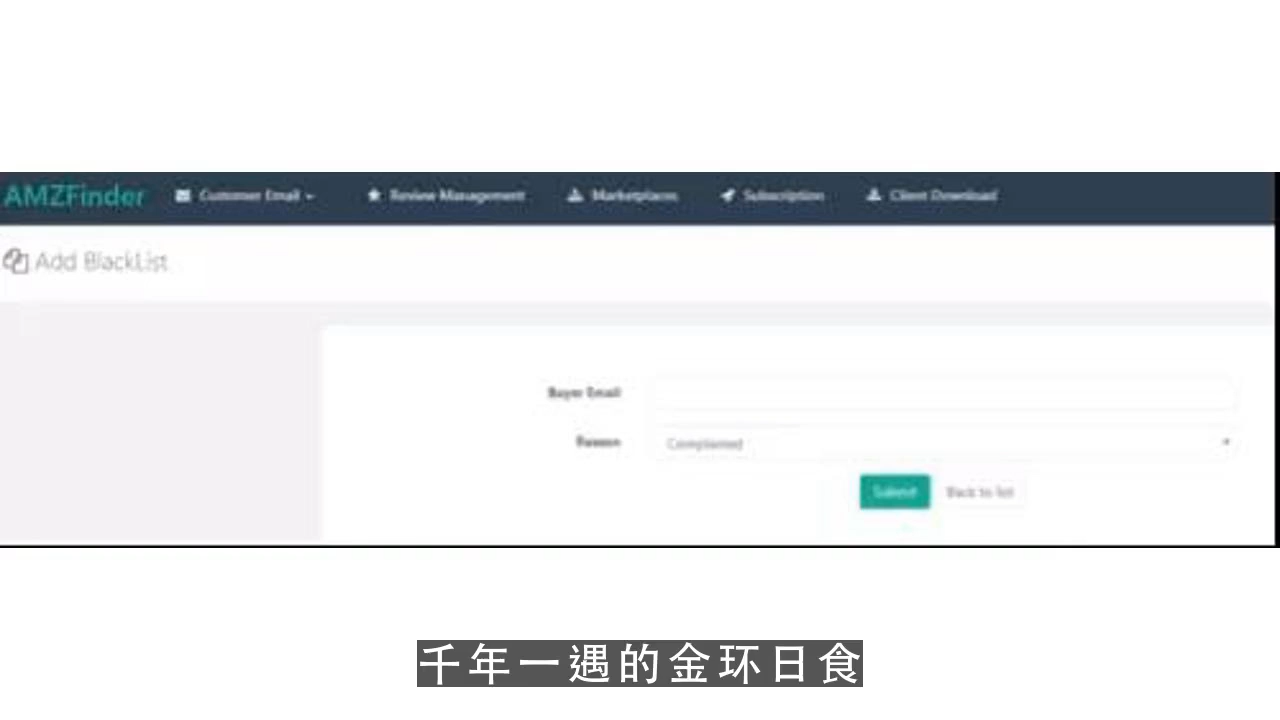 AMZFinder Customer Email Review Management Marketplaces Subscription Client Download
Add BlackList
Buyer Email
Reason Complained
Submit Back to list
千年一遇的金环日食